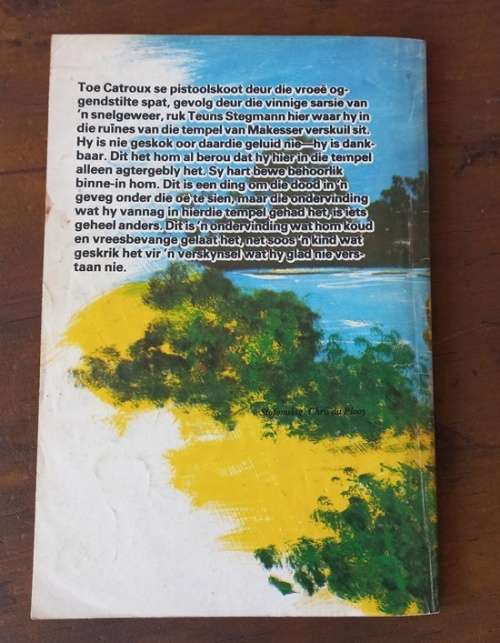 Toe Catroux se pistoolskoot deur die vroeë og-
gendstilte spat, gevolg deur die vinnige sarsie van
'n snelgeweer, ruk Teuns Stegmann hier waar hy in
die ruïnes van die tempel van Makesser verskuil sit.
Hy is nie geskok oor daardie geluid nie—hy is dank-
baar. Dit het hom al berou dat hy hier in die tempel
alleen agtergebly het. Sy hart bewe behoorlik
binne-in hom. Dit is een ding om die dood in 'n
geveg onder die oë te sien, maar die ondervinding
wat hy vannag in hierdie tempel gehad het, is iets
geheel anders. Dit is 'n ondervinding wat hom koud
en vreesbevange gelaat het, net soos 'n kind wat
geskrik het vir 'n verskynsel wat hy glad nie vers-
taan nie.
Stofomslag: Chris du Plooy